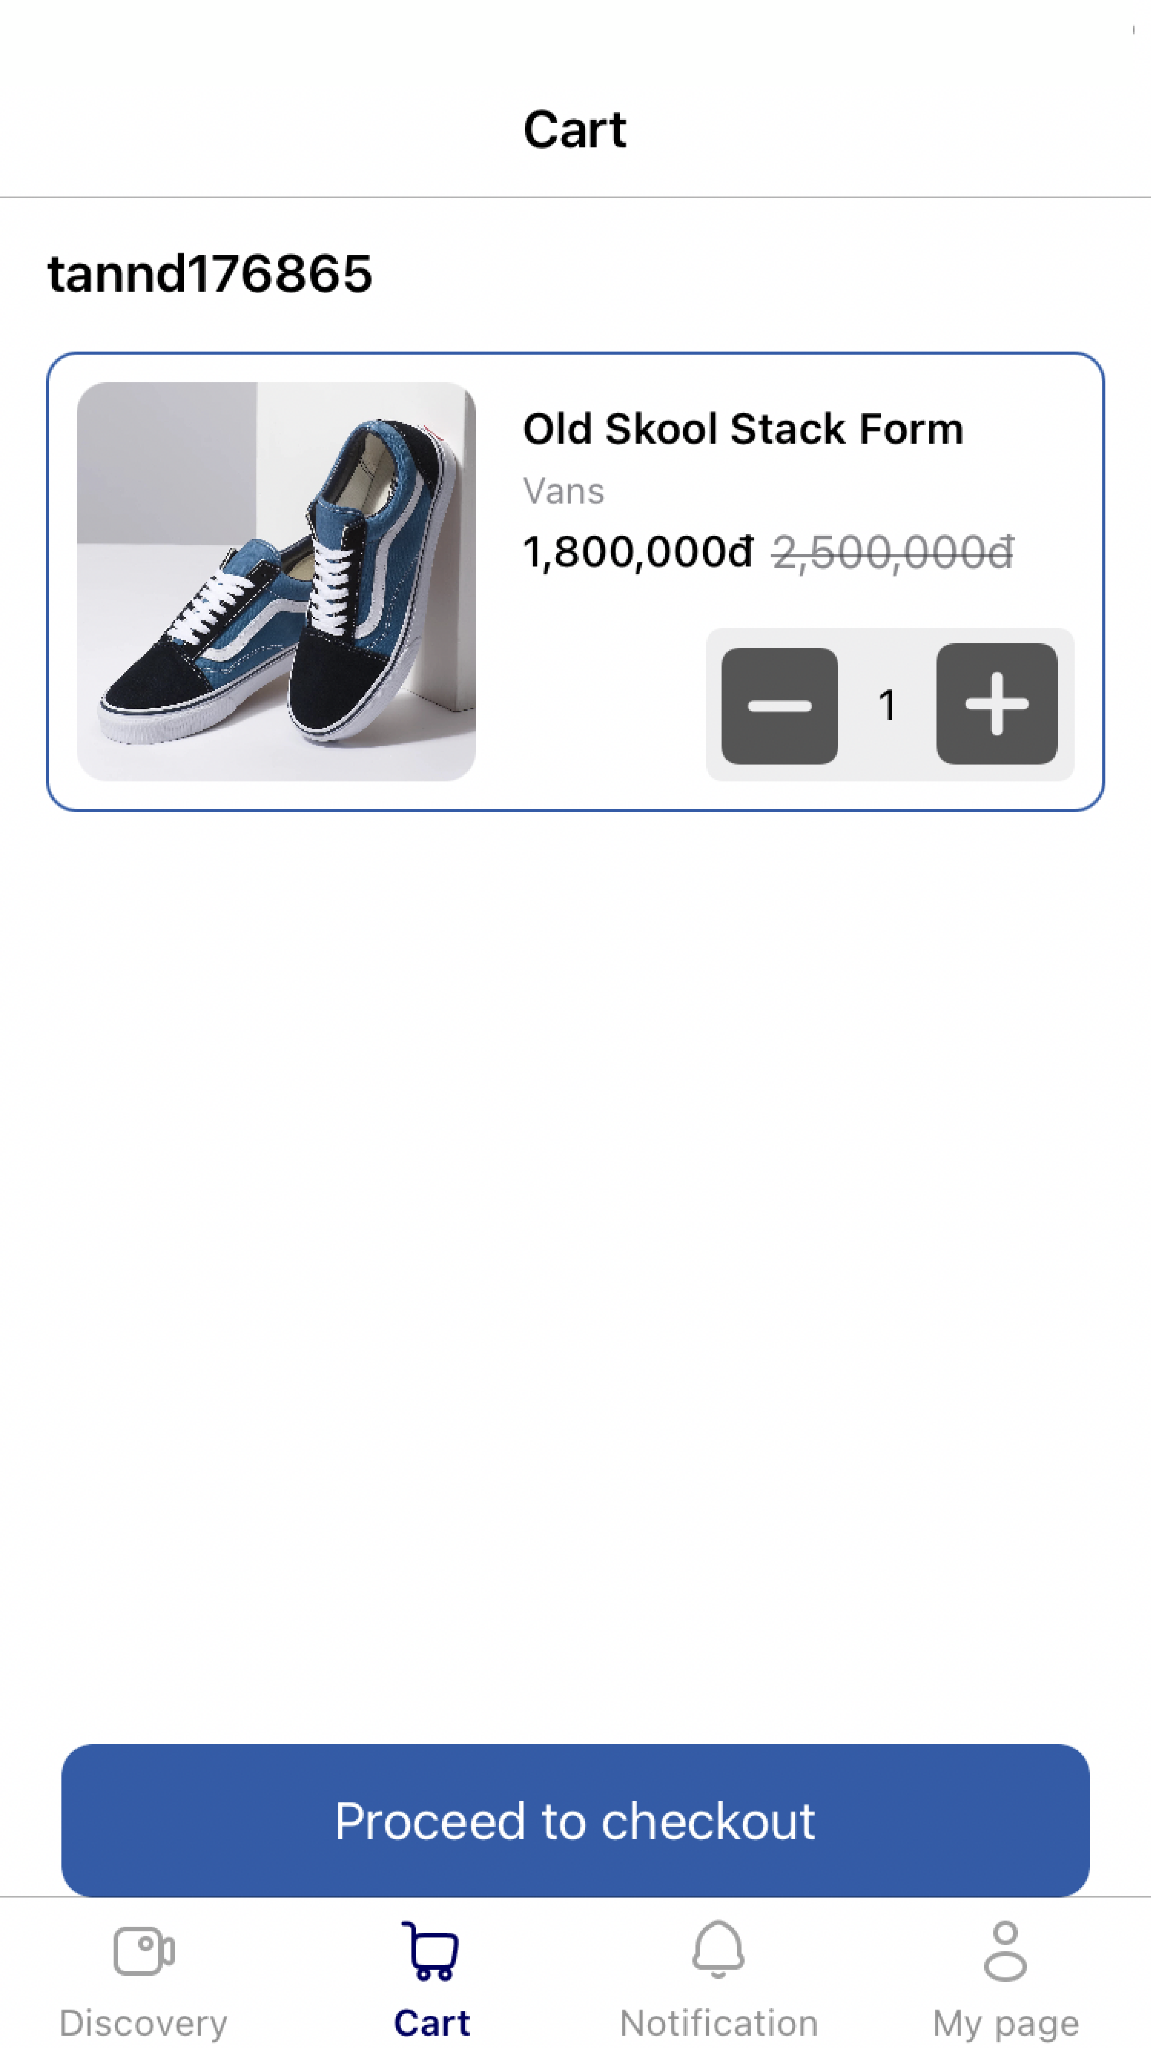 Cart
tannd176865
Old Skool Stack Form
Vans
1,800,000đ 2,500,000đ
1
Proceed to checkout
Discovery Cart Notification My page